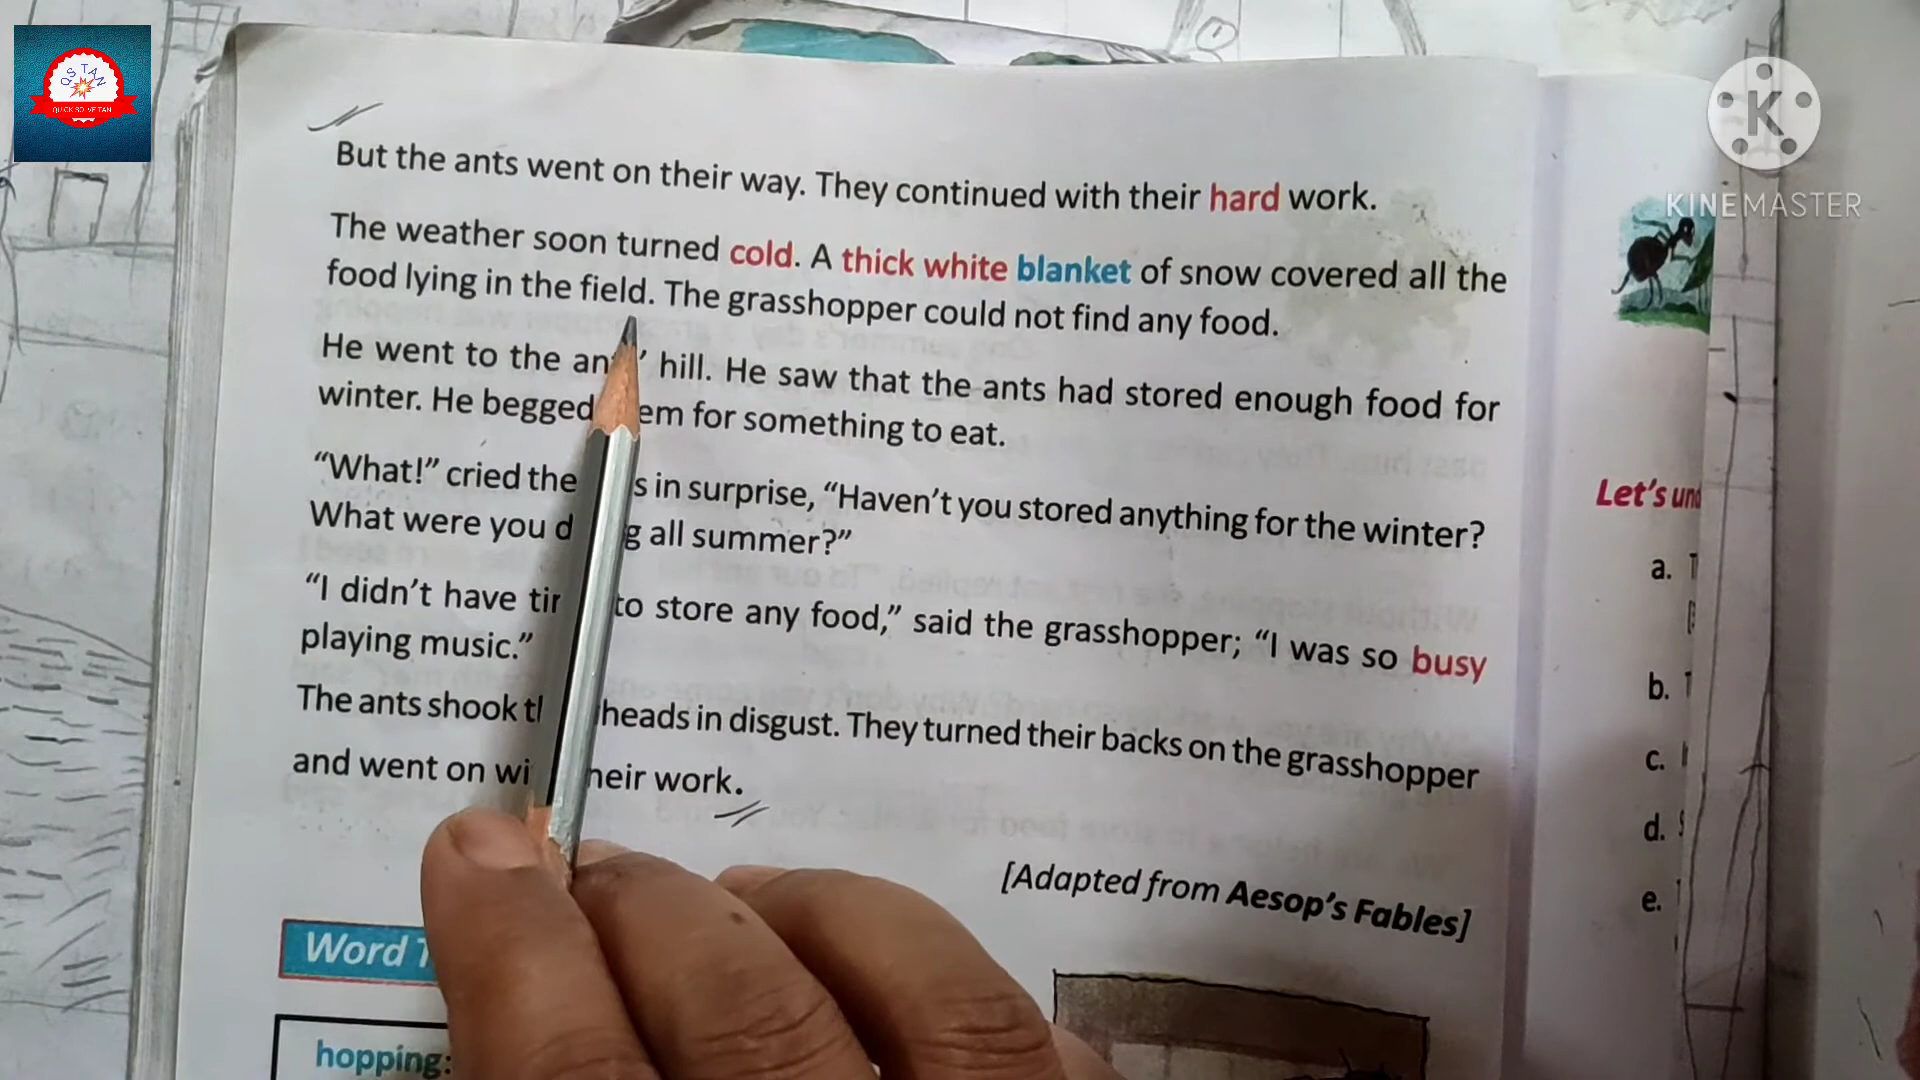 QSTAN
QUICK SOLVE TAN
K
KINEMASTER
But the ants went on their way. They continued with their hard work.
The weather soon turned cold. A thick white blanket of snow covered all the
food lying in the field. The grasshopper could not find any food.
He went to the an ’ hill. He saw that the ants had stored enough food for
winter. He begged em for something to eat.
“What!” cried the s in surprise, “Haven’t you stored anything for the winter?
What were you d g all summer?”
“I didn’t have tir to store any food,” said the grasshopper; “I was so busy
playing music.”
The ants shook th heads in disgust. They turned their backs on the grasshopper
and went on wi heir work.
[Adapted from Aesop’s Fables]
Word T
hopping:
Let’s und
a.
b.
c.
d.
e.